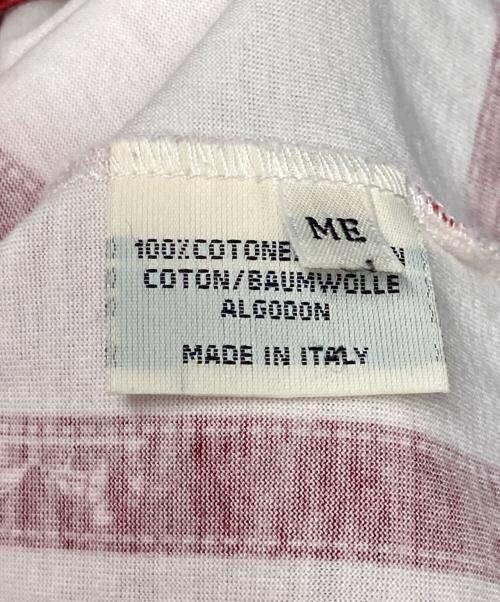 ME
100%COTONE
COTON/BAUMWOLLE
ALGODON
MADE IN ITALY